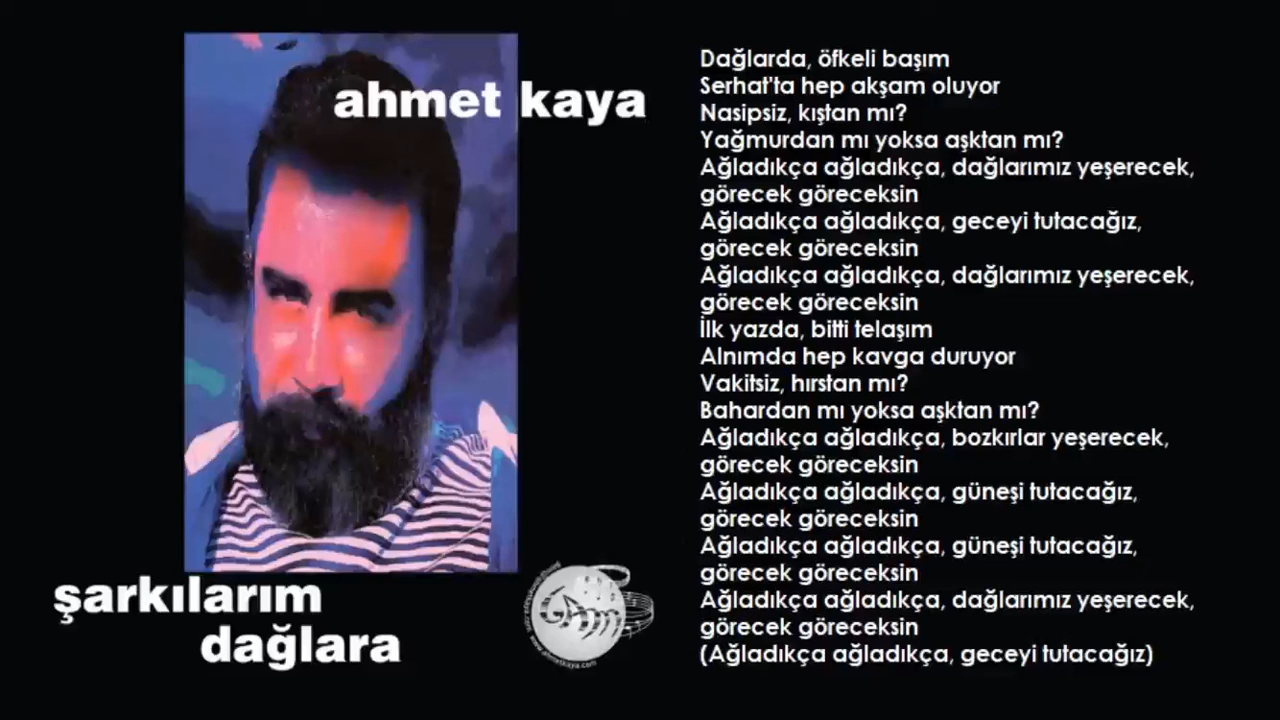 ahmet kaya
şarkılarım
dağlara
GAM
www.ahmetkaya.com
Dağlarda, öfkeli başım
Serhat'ta hep akşam oluyor
Nasipsiz, kıştan mı?
Yağmurdan mı yoksa aşktan mı?
Ağladıkça ağladıkça, dağlarımız yeşerecek,
görecek göreceksin
Ağladıkça ağladıkça, geceyi tutacağız,
görecek göreceksin
Ağladıkça ağladıkça, dağlarımız yeşerecek,
görecek göreceksin
İlk yazda, bitti telaşım
Alnımda hep kavga duruyor
Vakitsiz, hırstan mı?
Bahardan mı yoksa aşktan mı?
Ağladıkça ağladıkça, bozkırlar yeşerecek,
görecek göreceksin
Ağladıkça ağladıkça, güneşi tutacağız,
görecek göreceksin
Ağladıkça ağladıkça, güneşi tutacağız,
görecek göreceksin
Ağladıkça ağladıkça, dağlarımız yeşerecek,
görecek göreceksin
(Ağladıkça ağladıkça, geceyi tutacağız)